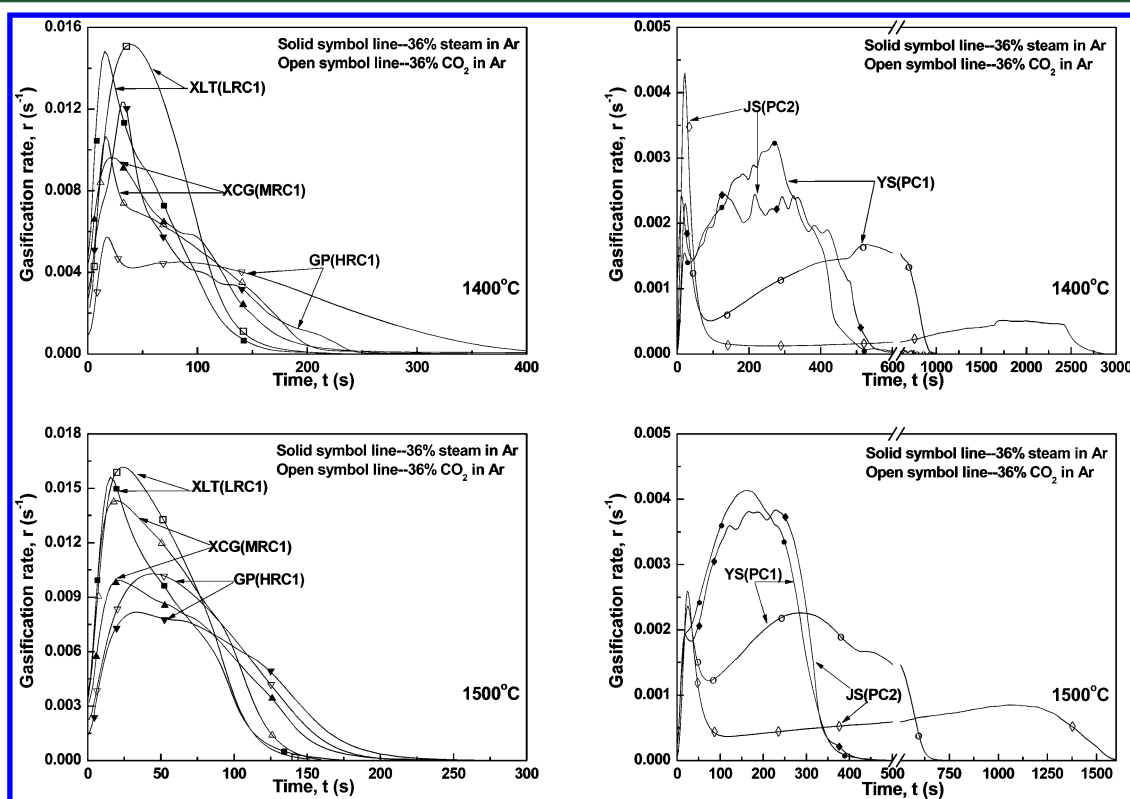 0.016
0.012
0.008
0.004
0.000
Gasification rate, r (s⁻¹)
Solid symbol line--36% steam in Ar
Open symbol line--36% CO₂ in Ar
XLT(LRC1)
XCG(MRC1)
GP(HRC1)
1400°C
0 100 200 300 400
Time, t (s)
0.005
0.004
0.003
0.002
0.001
0.000
Gasification rate, r (s⁻¹)
Solid symbol line--36% steam in Ar
Open symbol line--36% CO₂ in Ar
JS(PC2)
YS(PC1)
1400°C
0 200 400 600 1000 1500 2000 2500 3000
Time, t (s)
0.018
0.015
0.012
0.009
0.006
0.003
0.000
Gasification rate, r (s⁻¹)
Solid symbol line--36% steam in Ar
Open symbol line--36% CO₂ in Ar
XLT(LRC1)
XCG(MRC1)
GP(HRC1)
1500°C
0 50 100 150 200 250 300
Time, t (s)
0.005
0.004
0.003
0.002
0.001
0.000
Gasification rate, r (s⁻¹)
Solid symbol line--36% steam in Ar
Open symbol line--36% CO₂ in Ar
YS(PC1)
JS(PC2)
1500°C
0 100 200 300 400 500 750 1000 1250 1500
Time, t (s)